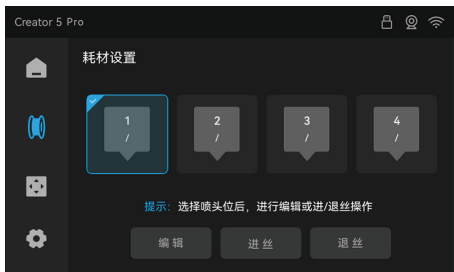 Creator 5 Pro
耗材设置
1 2 3 4
/ / / /
提示: 选择喷头位后，进行编辑或进/退丝操作
编辑 进丝 退丝